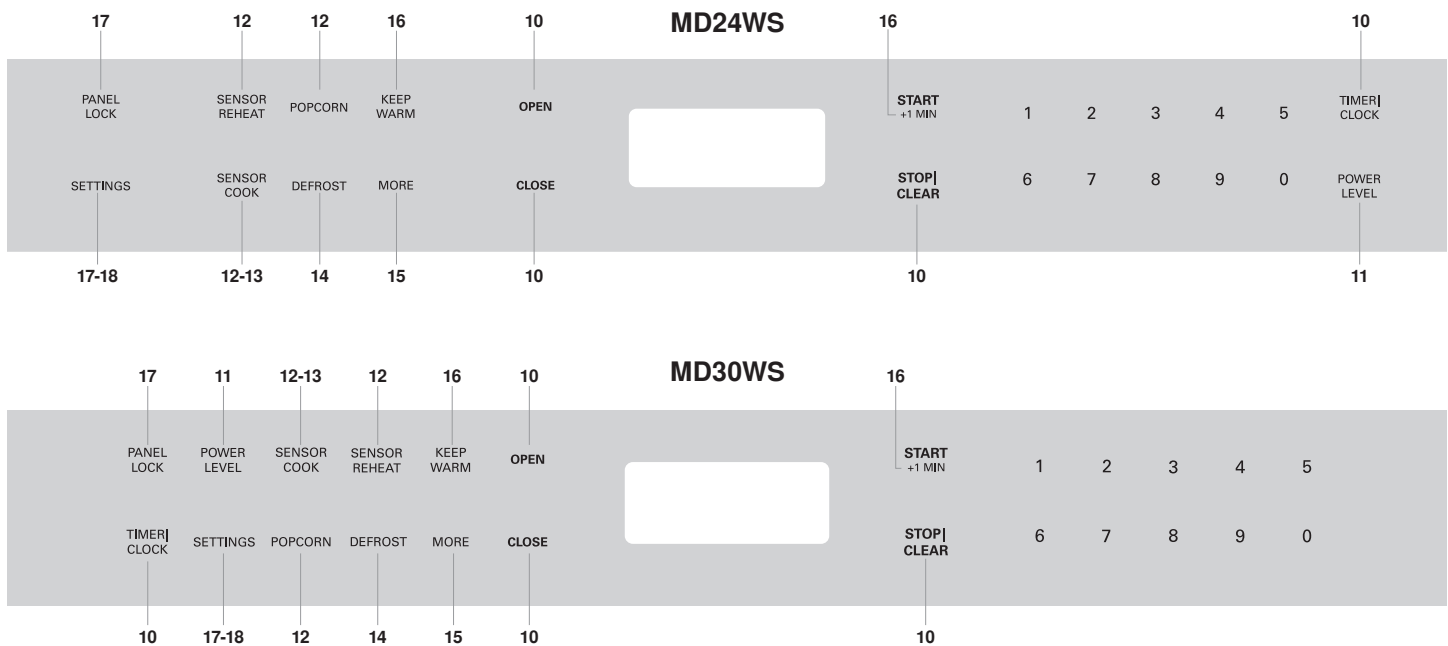 17 12 12 16 10 MD24WS 16 10
PANEL LOCK SENSOR REHEAT POPCORN KEEP WARM OPEN START +1 MIN 1 2 3 4 5 TIMER| CLOCK
SETTINGS SENSOR COOK DEFROST MORE CLOSE STOP| CLEAR 6 7 8 9 0 POWER LEVEL
17-18 12-13 14 15 10 10 11
17 11 12-13 12 16 10 MD30WS 16
PANEL LOCK POWER LEVEL SENSOR COOK SENSOR REHEAT KEEP WARM OPEN START +1 MIN 1 2 3 4 5
TIMER| CLOCK SETTINGS POPCORN DEFROST MORE CLOSE STOP| CLEAR 6 7 8 9 0
10 17-18 12 14 15 10 10